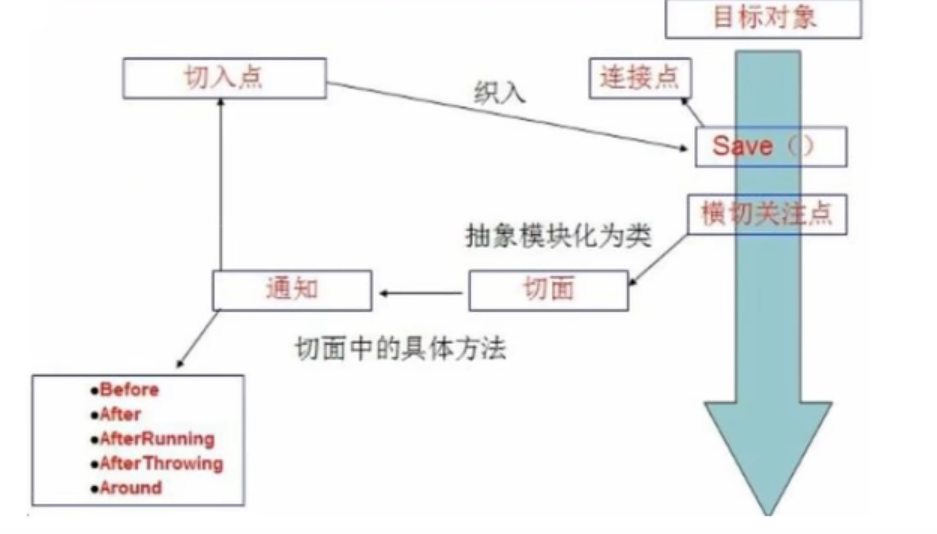 目标对象
切入点
织入
连接点
Save（）
横切关注点
抽象模块化为类
通知
切面
切面中的具体方法
●Before
●After
●AfterRunning
●AfterThrowing
●Around